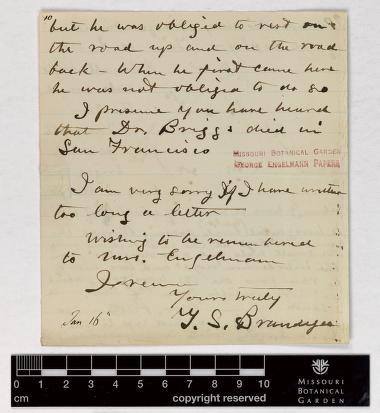 10
but he was obliged to rest on
the road up and on the road
back - When he first came here
he was not obliged to do so
I presume you have heard
that Dr. Briggs died in
San Francisco
MISSOURI BOTANICAL GARDEN
GEORGE ENGELMANN PAPERS
I am very sorry if I have written
too long a letter
Wishing to be remembered
to Mrs. Engelmann
I remain
Yours truly
T. S. Brandegee
Jan 16"
0 1 2 3 4 5 6 7 8 9 10
cm
copyright reserved
MISSOURI
BOTANICAL
GARDEN